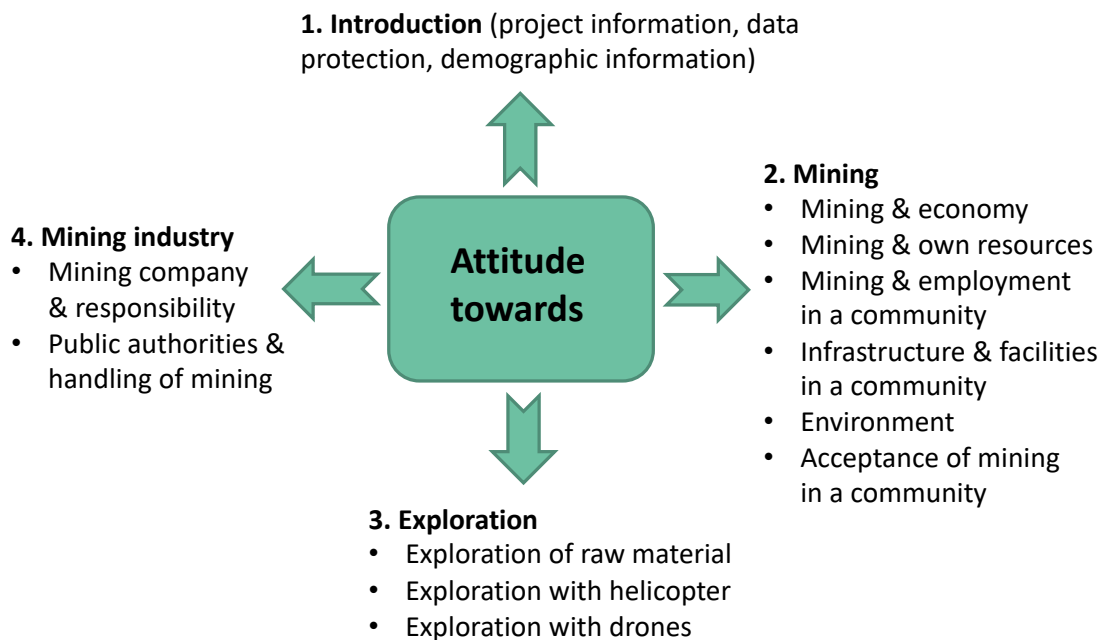 1. Introduction (project information, data
protection, demographic information)
2. Mining
• Mining & economy
• Mining & own resources
• Mining & employment
in a community
• Infrastructure & facilities
in a community
• Environment
• Acceptance of mining
in a community
3. Exploration
• Exploration of raw material
• Exploration with helicopter
• Exploration with drones
4. Mining industry
• Mining company
& responsibility
• Public authorities &
handling of mining
Attitude
towards